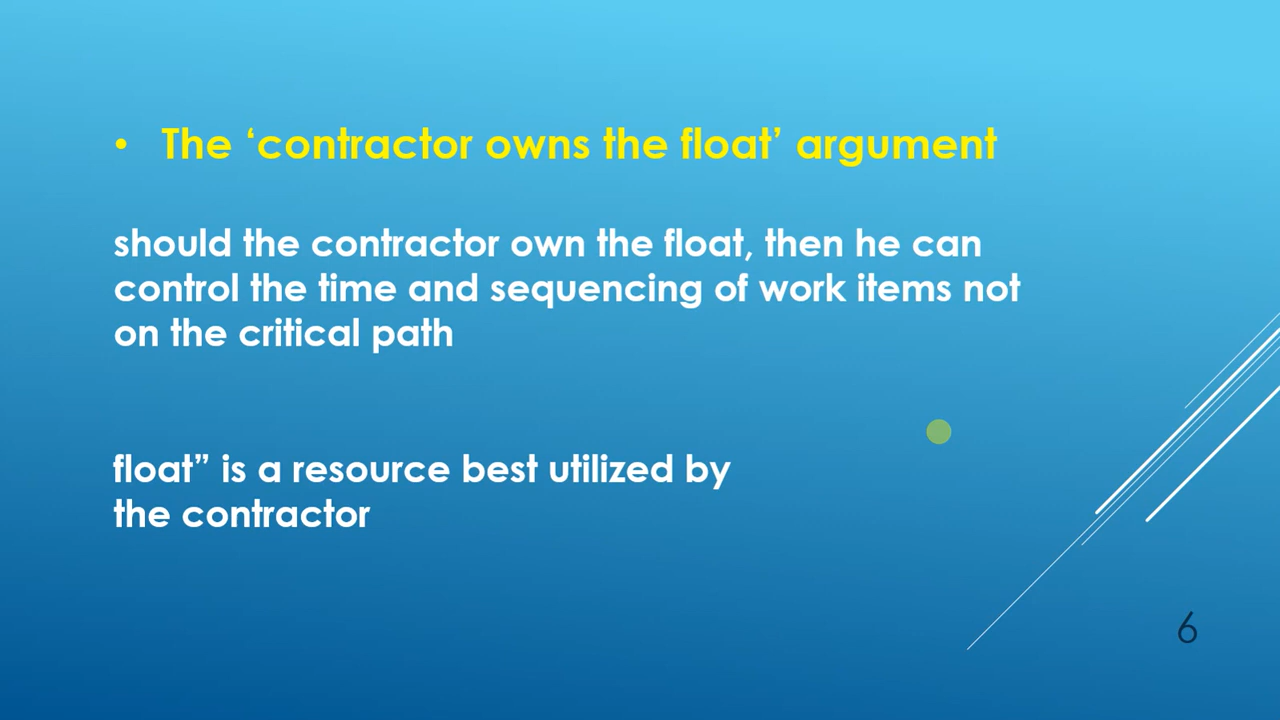 • The ‘contractor owns the float’ argument
should the contractor own the float, then he can
control the time and sequencing of work items not
on the critical path
float” is a resource best utilized by
the contractor
6